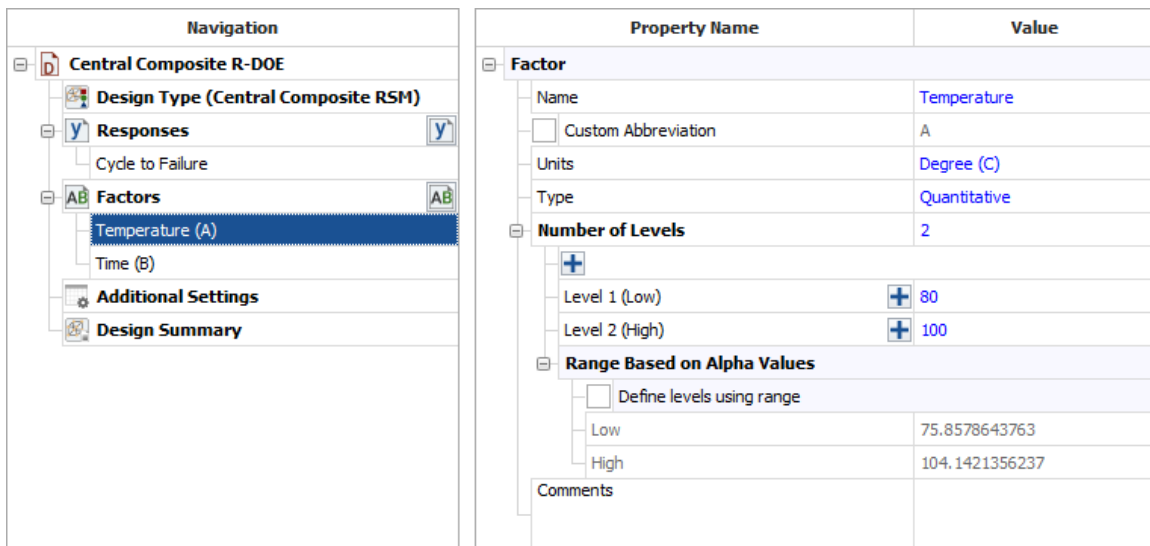 Navigation
Central Composite R-DOE
Design Type (Central Composite RSM)
Responses
Cycle to Failure
Factors
Temperature (A)
Time (B)
Additional Settings
Design Summary
Property Name Value
Factor
Name Temperature
Custom Abbreviation A
Units Degree (C)
Type Quantitative
Number of Levels 2
Level 1 (Low) 80
Level 2 (High) 100
Range Based on Alpha Values
Define levels using range
Low 75.8578643763
High 104.1421356237
Comments